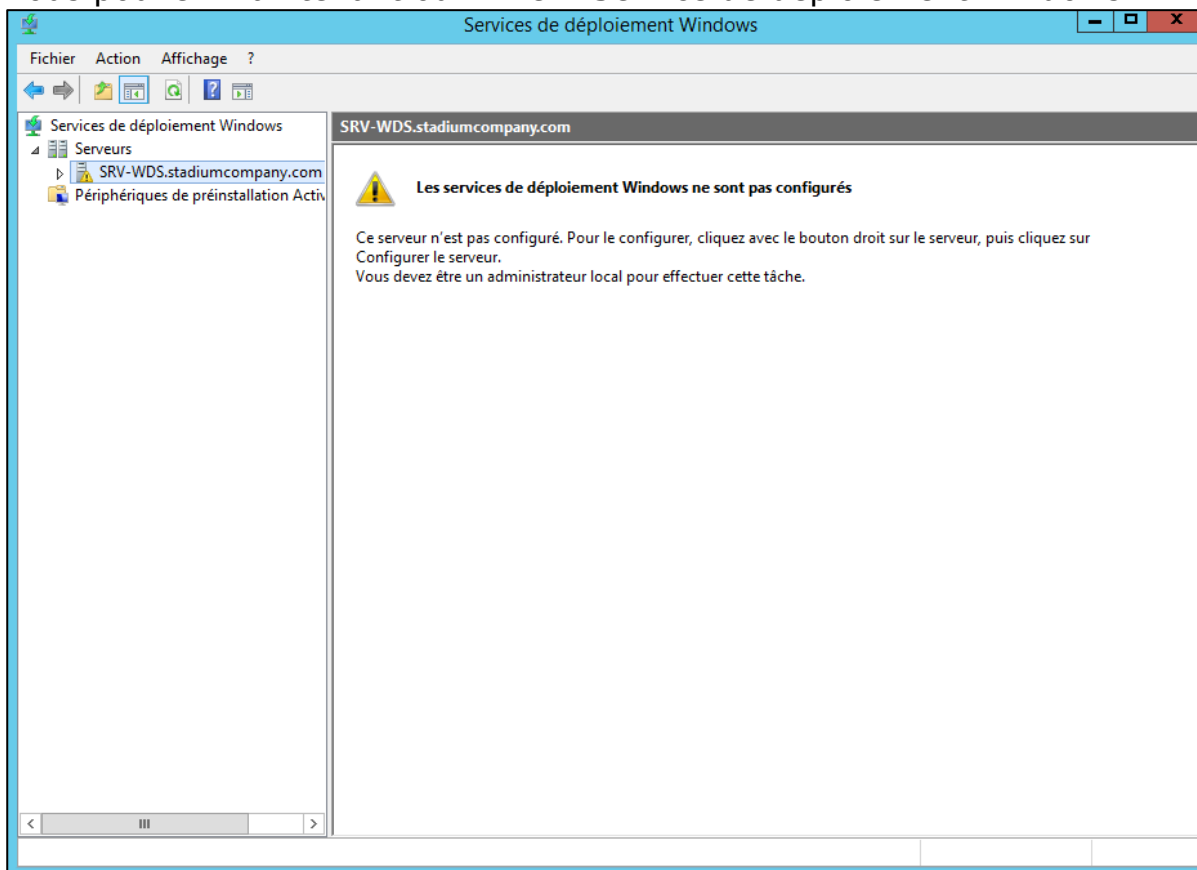 Services de déploiement Windows
Fichier Action Affichage ?
Services de déploiement Windows
Serveurs
SRV-WDS.stadiumcompany.com
Périphériques de préinstallation Activ
SRV-WDS.stadiumcompany.com
Les services de déploiement Windows ne sont pas configurés
Ce serveur n'est pas configuré. Pour le configurer, cliquez avec le bouton droit sur le serveur, puis cliquez sur
Configurer le serveur.
Vous devez être un administrateur local pour effectuer cette tâche.